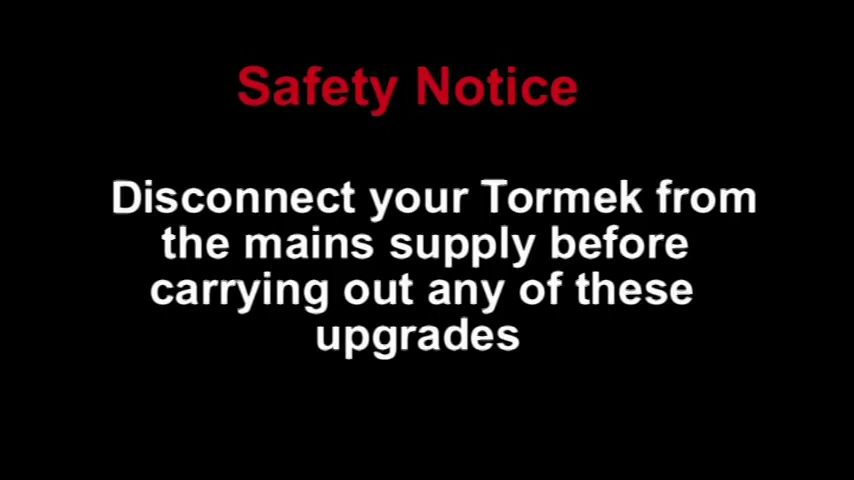 Safety Notice
Disconnect your Tormek from
the mains supply before
carrying out any of these
upgrades